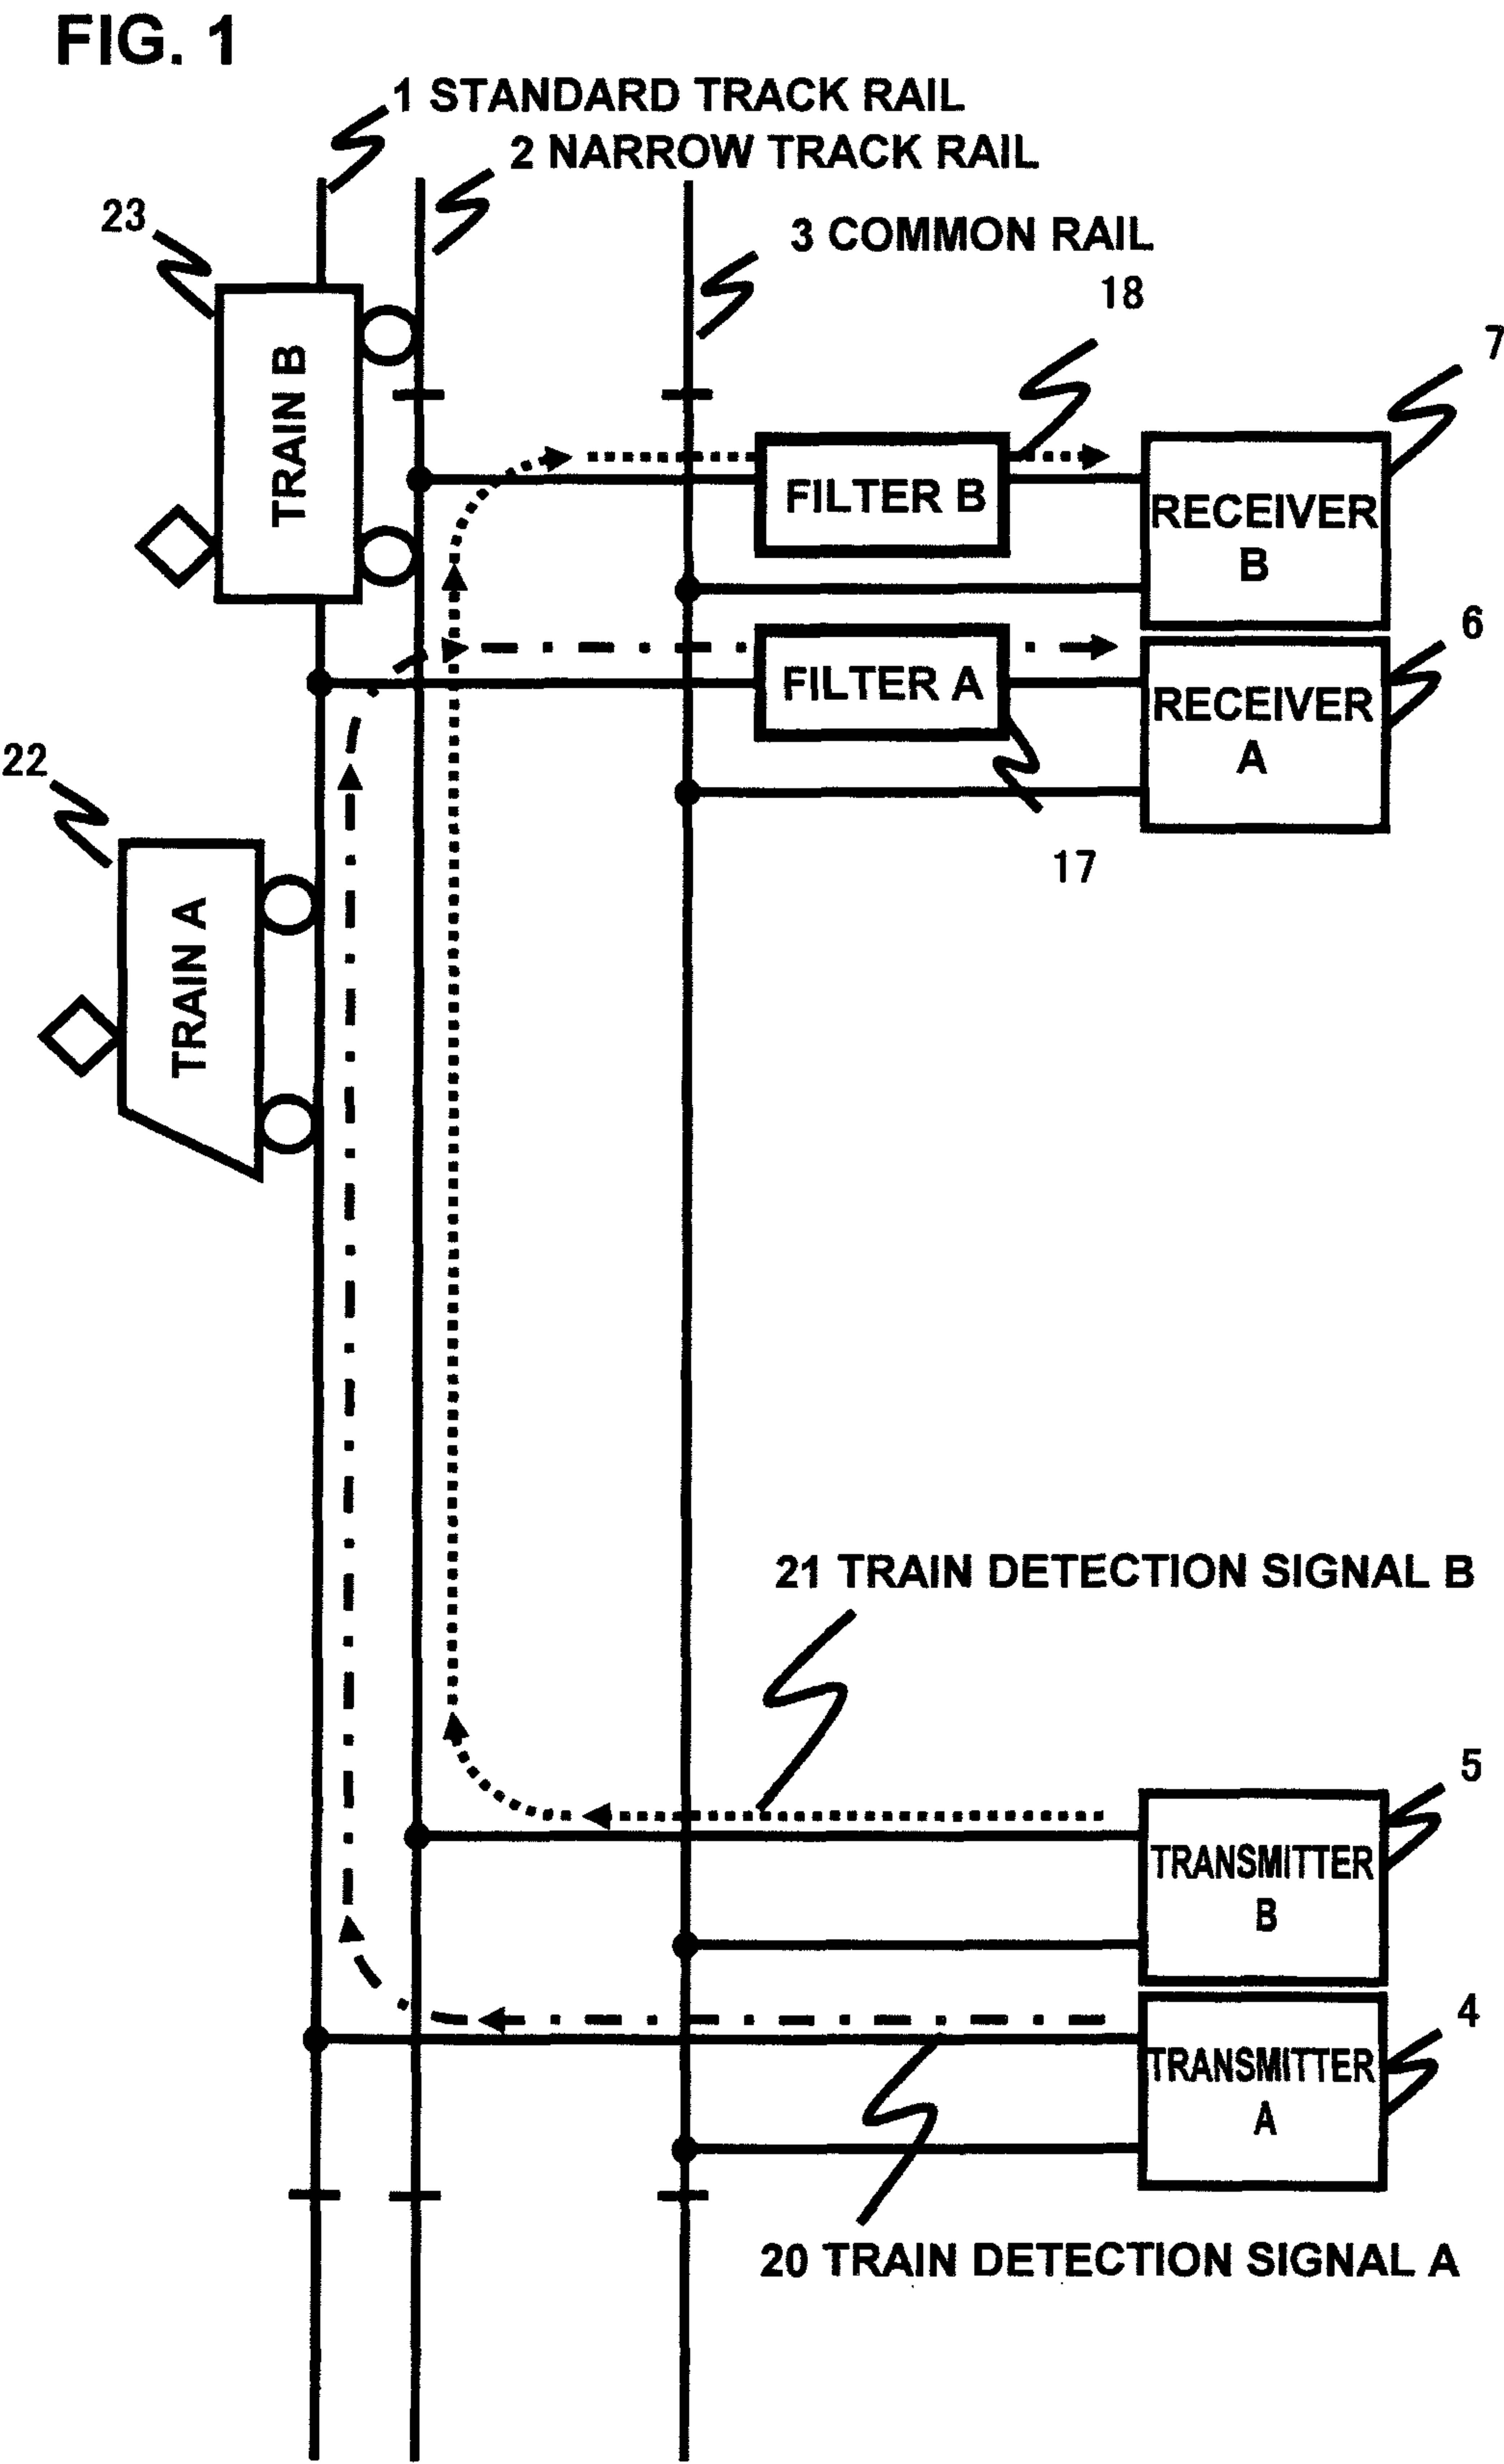 FIG. 1
1 STANDARD TRACK RAIL
2 NARROW TRACK RAIL
23
3 COMMON RAIL
18
7
TRAIN B
FILTER B
RECEIVER
B
6
FILTER A
RECEIVER
A
22
17
TRAIN A
21 TRAIN DETECTION SIGNAL B
5
TRANSMITTER
B
4
TRANSMITTER
A
20 TRAIN DETECTION SIGNAL A